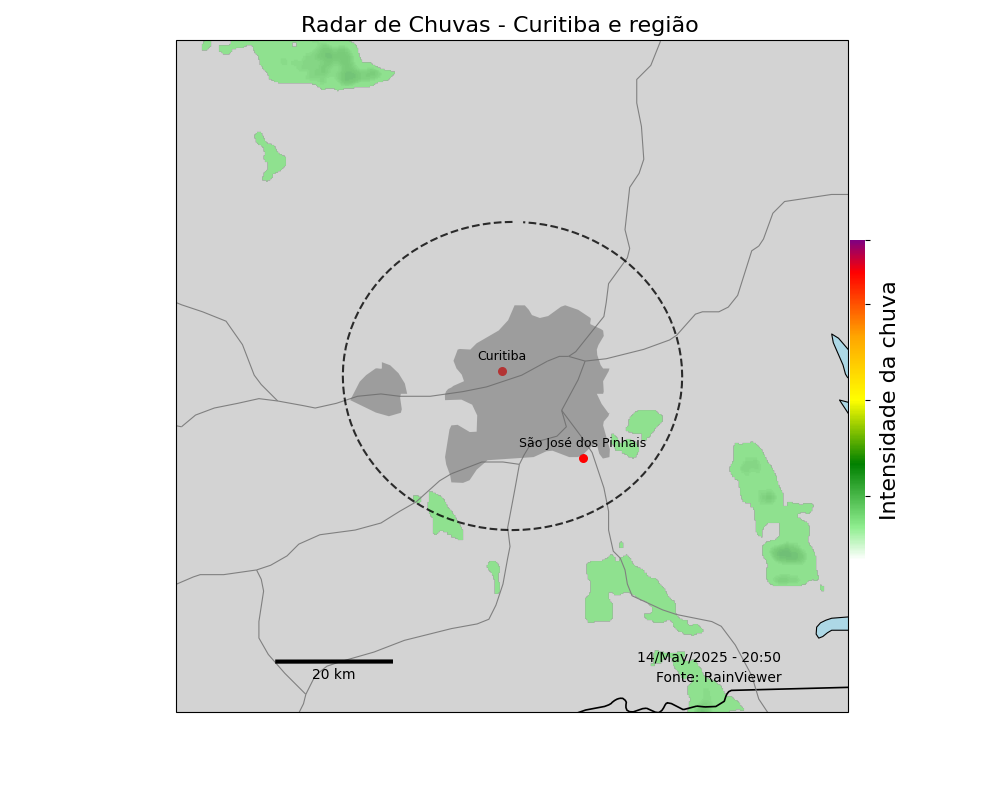 Radar de Chuvas - Curitiba e região
Curitiba
São José dos Pinhais
Intensidade da chuva
14/May/2025 - 20:50
Fonte: RainViewer
20 km